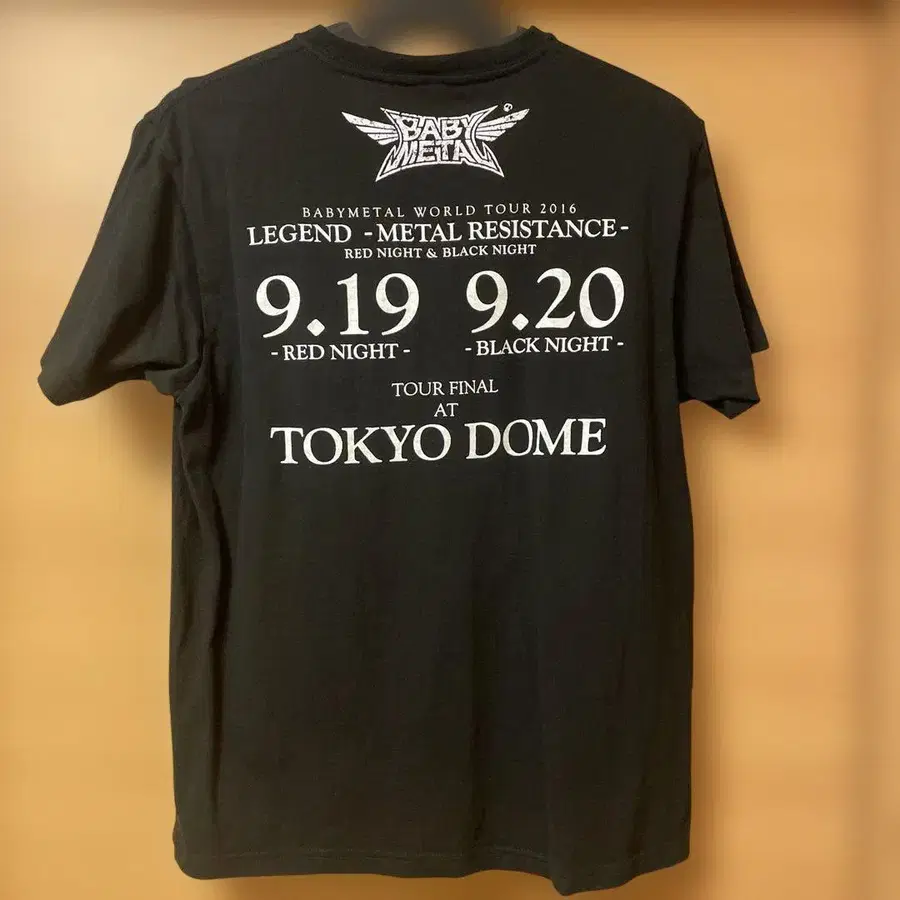 BABY
METAL
BABYMETAL WORLD TOUR 2016
LEGEND -METAL RESISTANCE-
RED NIGHT & BLACK NIGHT
9.19 9.20
-RED NIGHT- -BLACK NIGHT-
TOUR FINAL
AT
TOKYO DOME